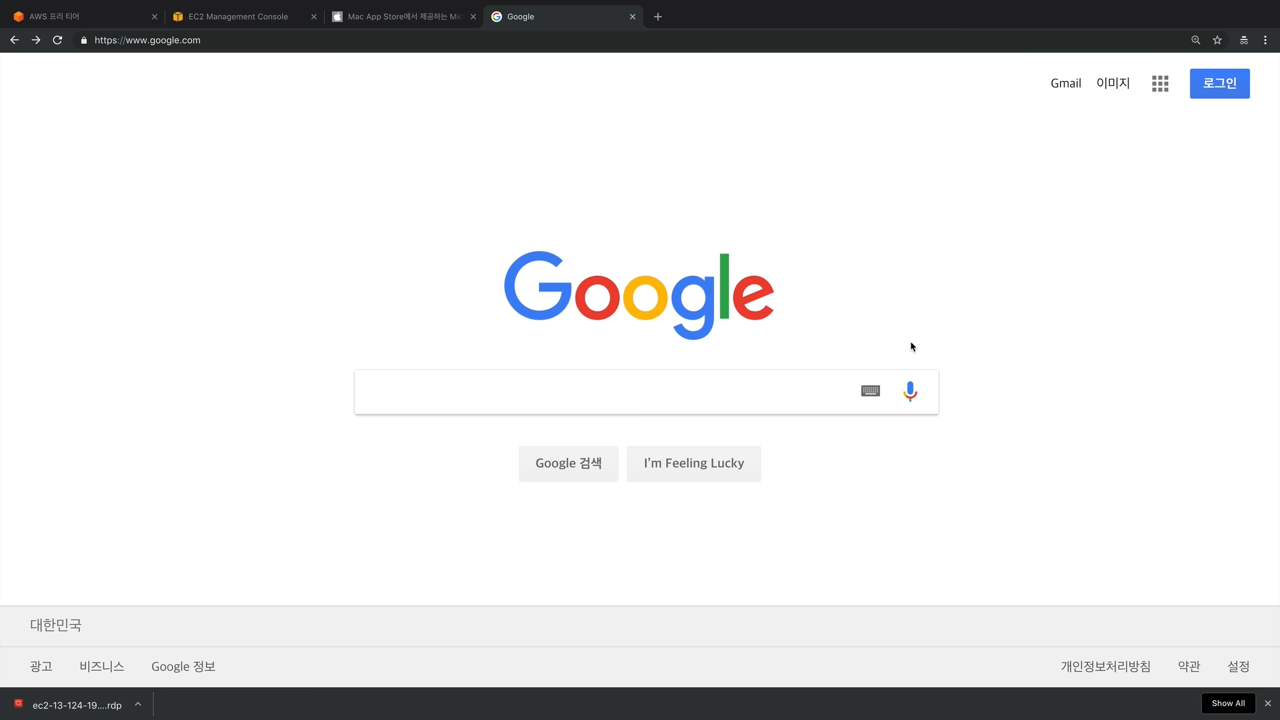 AWS 프리 티어
EC2 Management Console
Mac App Store에서 제공하는
Google
https://www.google.com
Gmail 이미지 로그인
Google
Google 검색 I'm Feeling Lucky
대한민국
광고 비즈니스 Google 정보 개인정보처리방침 약관 설정
ec2-13-124-19....rdp Show All